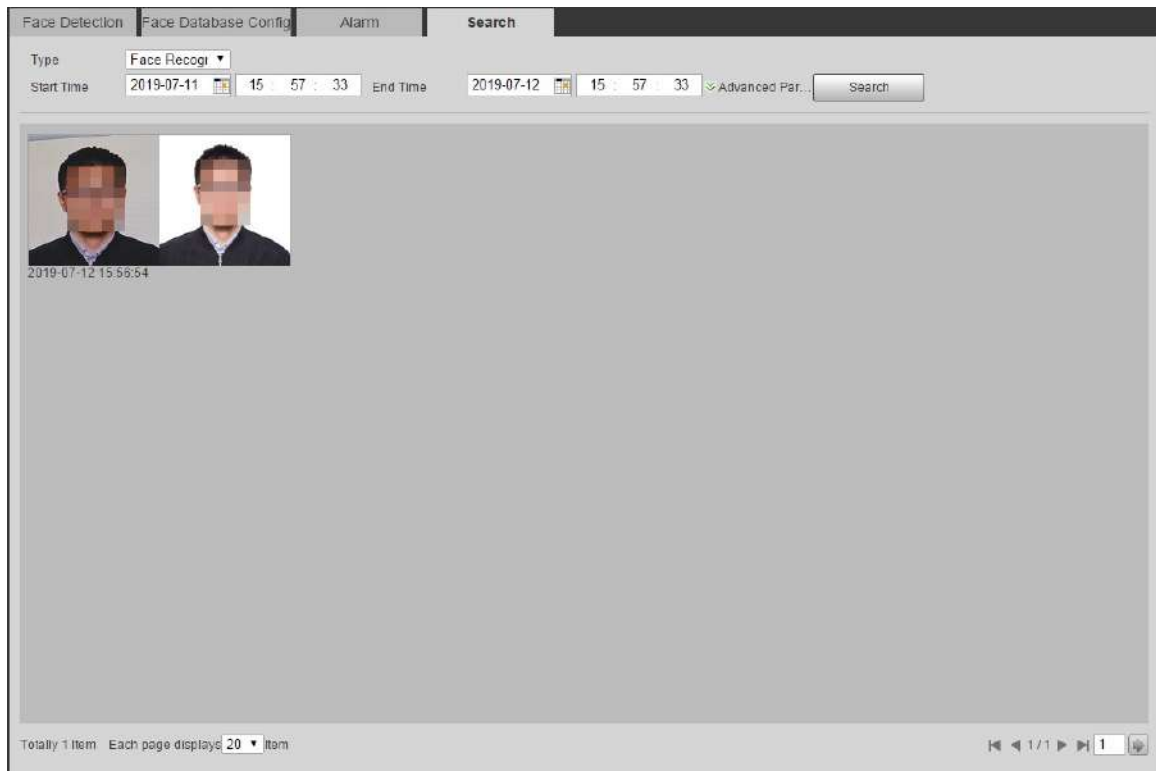 Face Detection Face Database Config Alarm Search
Type Face Recogi
Start Time 2019-07-11 15 : 57 : 33 End Time 2019-07-12 15 : 57 : 33 Advanced Par... Search
2019-07-12 15:56:54
Totally 1 Item Each page displays 20 Item 1 / 1 1